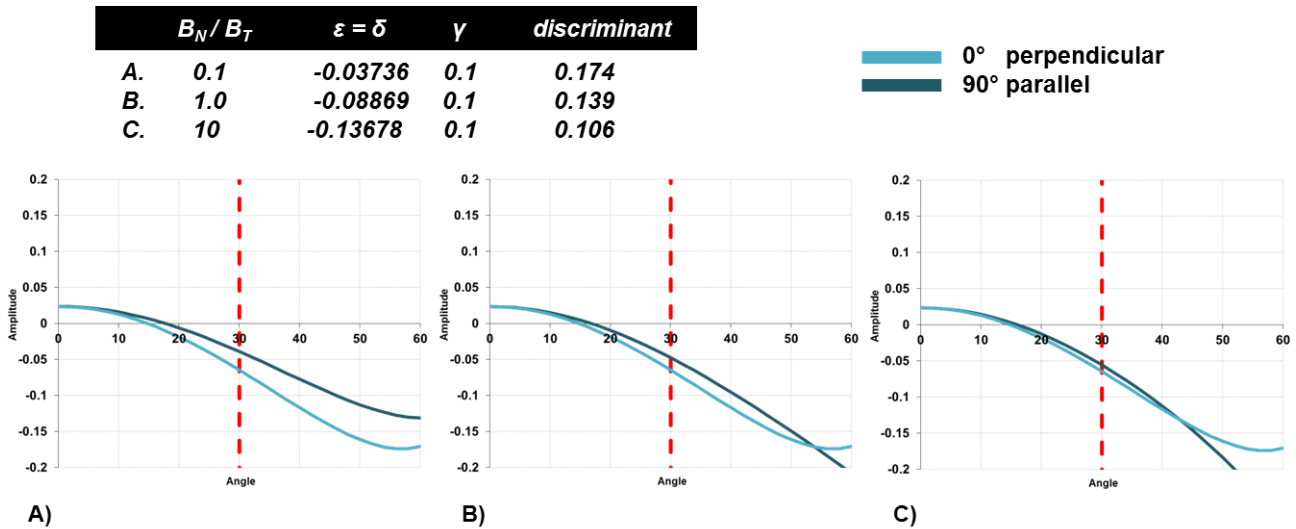 B_N / B_T ε = δ γ discriminant
A. 0.1 -0.03736 0.1 0.174
B. 1.0 -0.08869 0.1 0.139
C. 10 -0.13678 0.1 0.106
0° perpendicular
90° parallel
0.2
0.15
0.1
0.05
0
-0.05
-0.1
-0.15
-0.2
0 10 20 30 40 50 60
Amplitude
Angle
A)
0.2
0.15
0.1
0.05
0
-0.05
-0.1
-0.15
-0.2
0 10 20 30 40 50 60
Amplitude
Angle
B)
0.2
0.15
0.1
0.05
0
-0.05
-0.1
-0.15
-0.2
0 10 20 30 40 50 60
Amplitude
Angle
C)